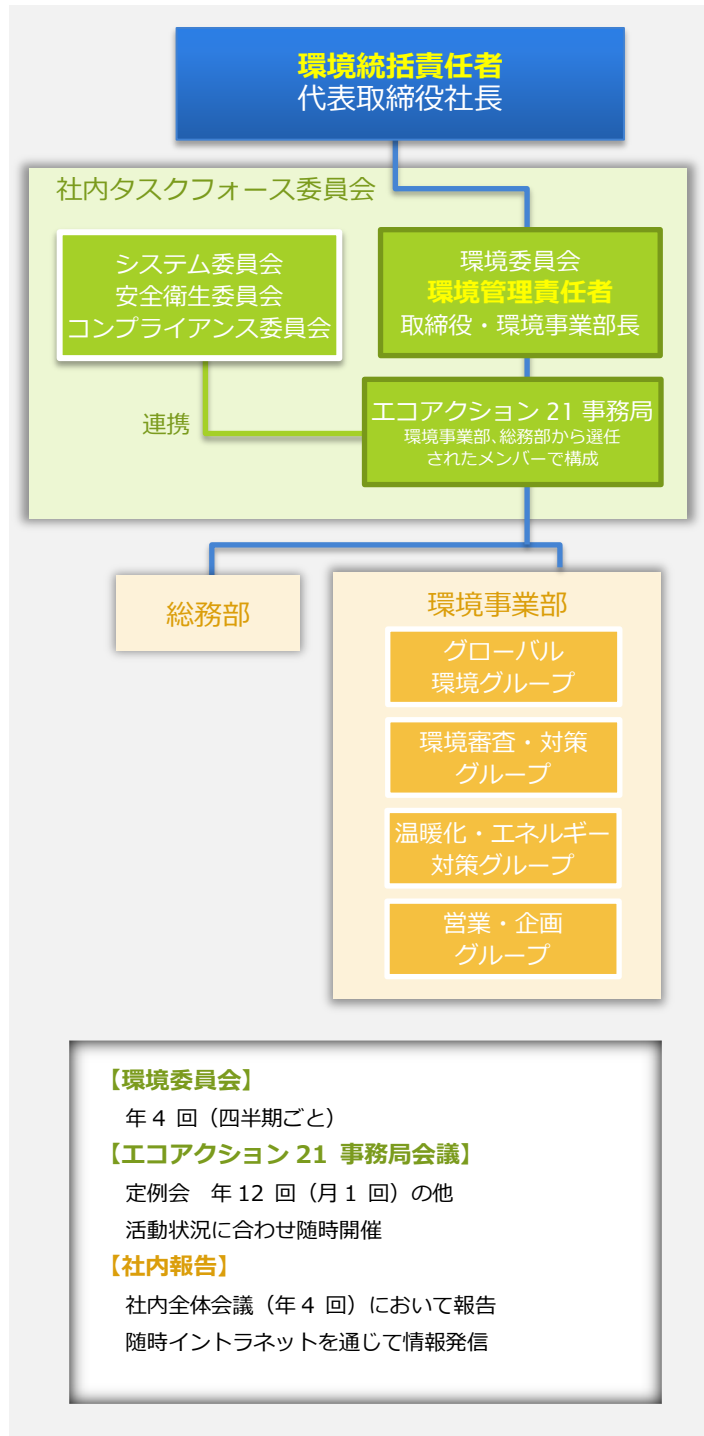 環境統括責任者
代表取締役社長
社内タスクフォース委員会
システム委員会
安全衛生委員会
コンプライアンス委員会
環境委員会
環境管理責任者
取締役・環境事業部長
連携
エコアクション 21 事務局
環境事業部、総務部から選任
されたメンバーで構成
総務部
環境事業部
グローバル
環境グループ
環境審査・対策
グループ
温暖化・エネルギー
対策グループ
営業・企画
グループ
【環境委員会】
年 4 回（四半期ごと）
【エコアクション 21 事務局会議】
定例会　年 12 回（月 1 回）の他
活動状況に合わせ随時開催
【社内報告】
社内全体会議（年 4 回）において報告
随時イントラネットを通じて情報発信